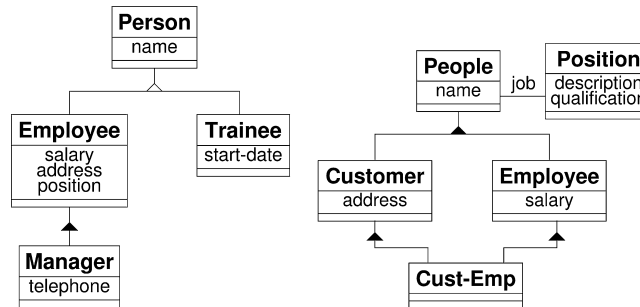 Person
name
Employee
salary
address
position
Trainee
start-date
Manager
telephone
People
name
job
Position
description
qualification
Customer
address
Employee
salary
Cust-Emp